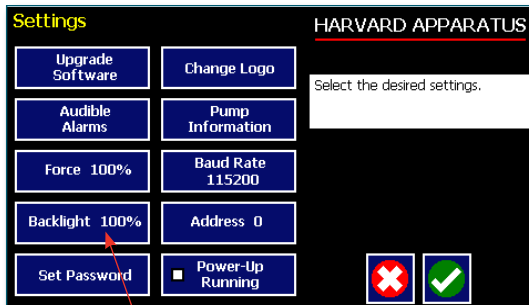 Settings
HARVARD APPARATUS
Upgrade
Software
Change Logo
Select the desired settings.
Audible
Alarms
Pump
Information
Force 100%
Baud Rate
115200
Backlight 100%
Address 0
Set Password
Power-Up
Running